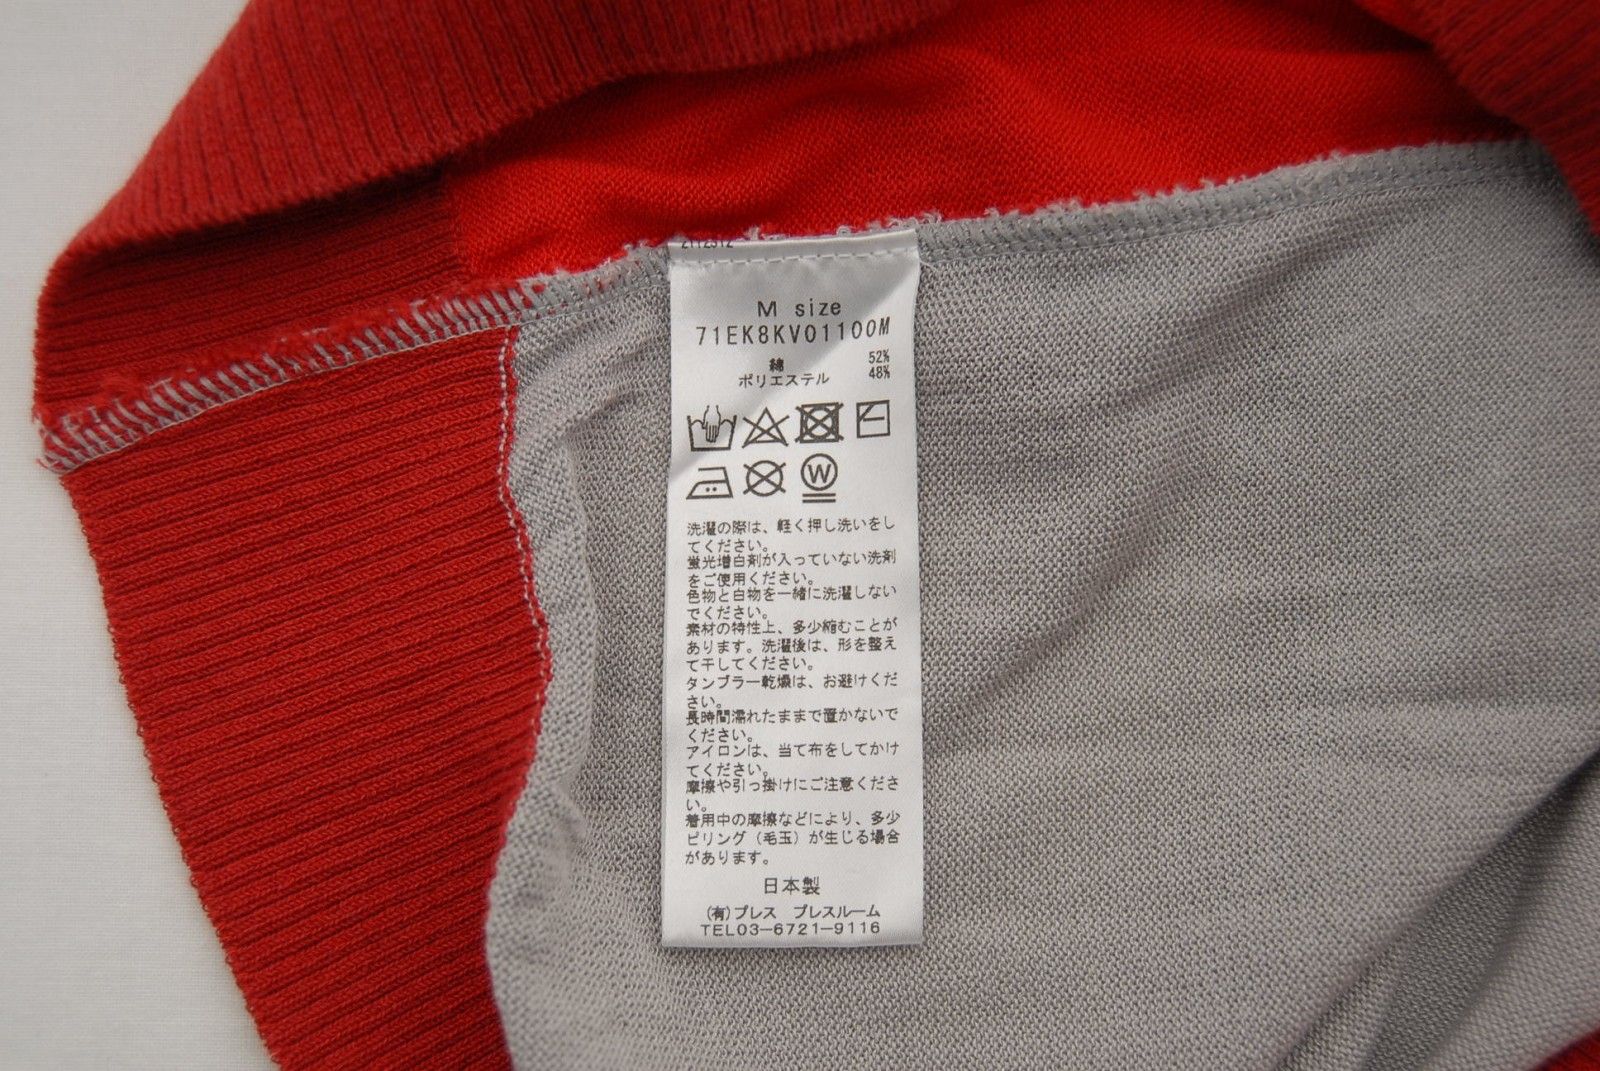 M size
71EK8KV01100M
綿 52%
ポリエステル 48%
W
洗濯の際は、軽く押し洗いをし
てください。
蛍光増白剤が入っていない洗剤
をご使用ください。
色物と白物を一緒に洗濯しない
でください。
素材の特性上、多少縮むことが
あります。洗濯後は、形を整え
て干してください。
タンブラー乾燥は、お避けくだ
さい。
長時間濡れたままで置かないで
ください。
アイロンは、当て布をしてかけ
てください。
摩擦や引っ掛けにご注意くださ
い。
着用中の摩擦などにより、多少
ピリング（毛玉）が生じる場合
があります。
日本製
(有)プレス プレスルーム
TEL03-6721-9116